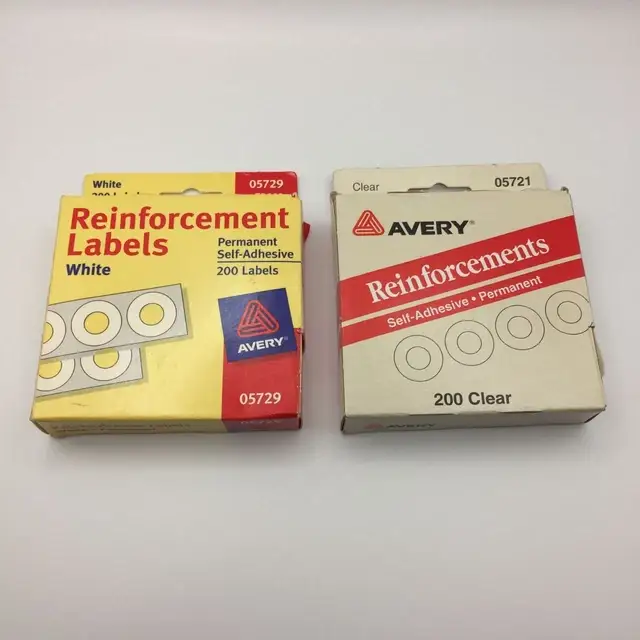 White
05729
Reinforcement
Labels
White
Permanent
Self-Adhesive
200 Labels
AVERY
05729
Clear
05721
AVERY®
Reinforcements
Self-Adhesive • Permanent
200 Clear
AVERY